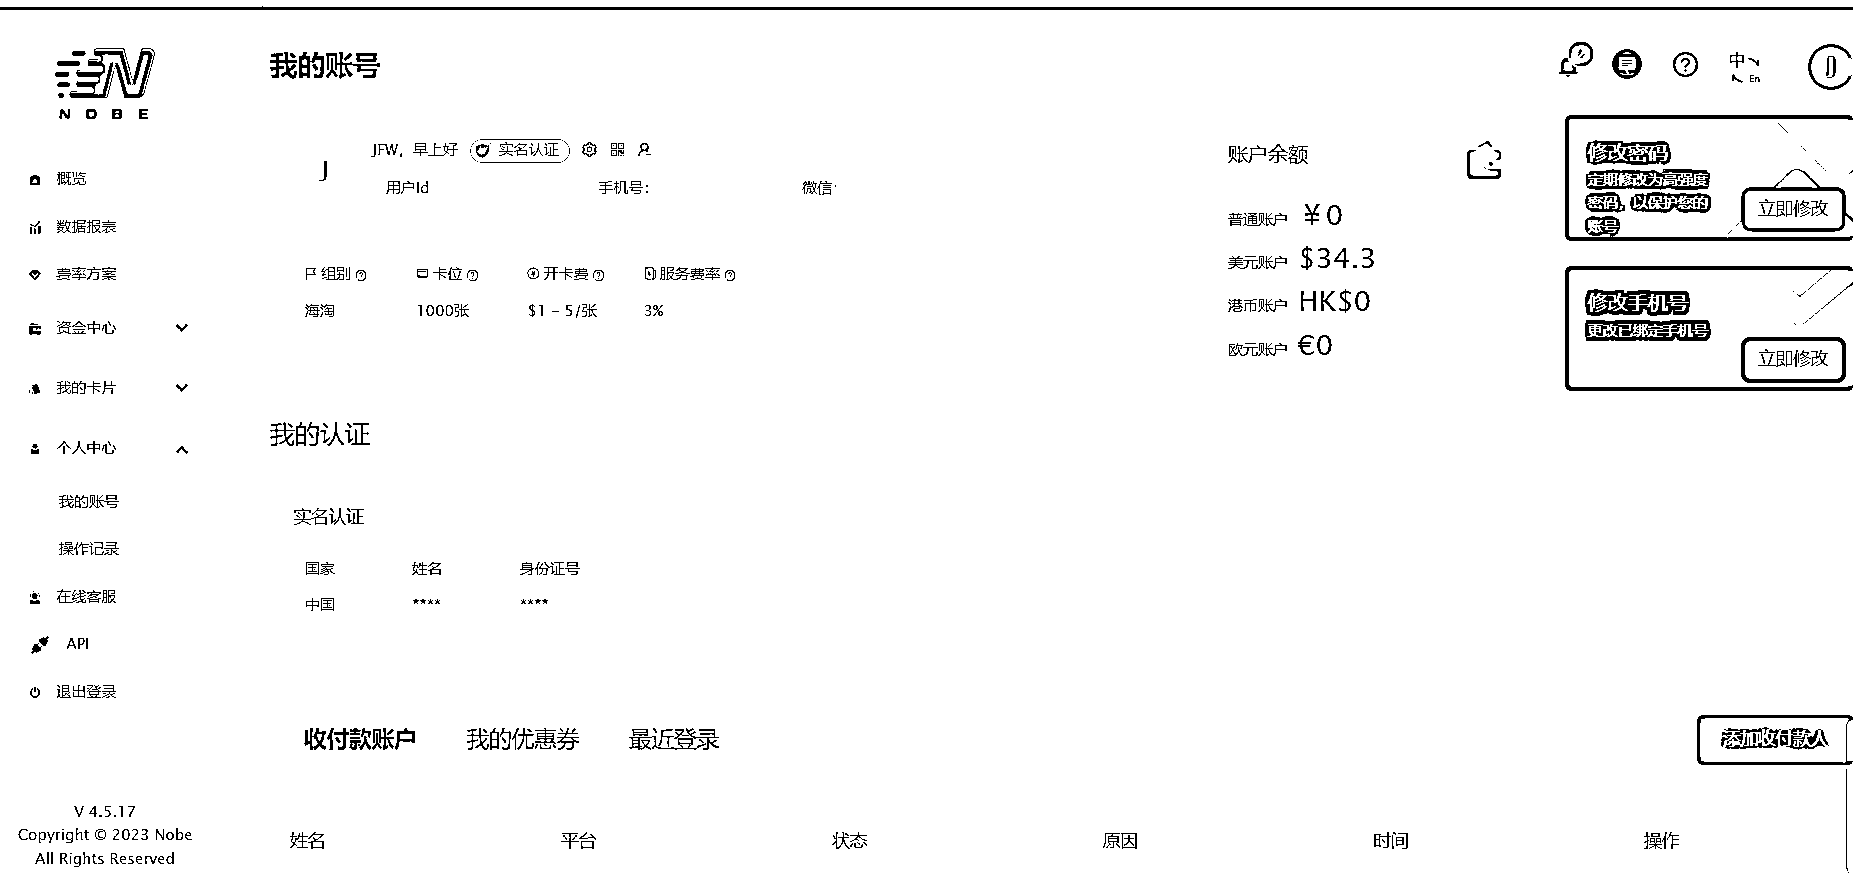 我的账号
中
En
J
NOBE
JFW，早上好
实名认证
J
用户Id
手机号：
微信
概览
数据报表
费率方案
资金中心
我的卡片
个人中心
我的账号
操作记录
在线客服
API
退出登录
V 4.5.17
Copyright © 2023 Nobe
All Rights Reserved
组别
卡位
开卡费
服务费率
海淘
1000张
$1 - 5/张
3%
账户余额
普通账户 ¥0
美元账户 $34.3
港币账户 HK$0
欧元账户 €0
修改密码
定期修改为高强度
密码，以保护您的
账号
立即修改
修改手机号
更改已绑定手机号
立即修改
我的认证
实名认证
国家
姓名
身份证号
中国
****
****
收付款账户
我的优惠券
最近登录
添加收付款人
姓名
平台
状态
原因
时间
操作